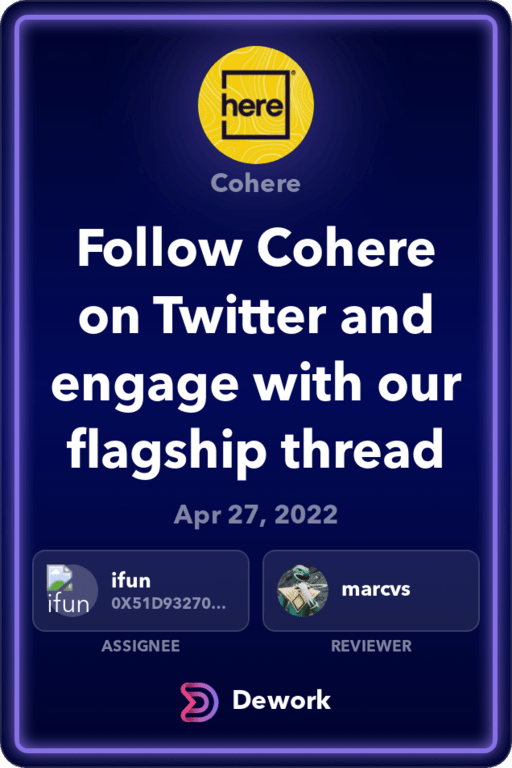 here
Cohere
Follow Cohere
on Twitter and
engage with our
flagship thread
Apr 27, 2022
ifun
ifun
0X51D93270...
marcvs
ASSIGNEE
REVIEWER
Dework